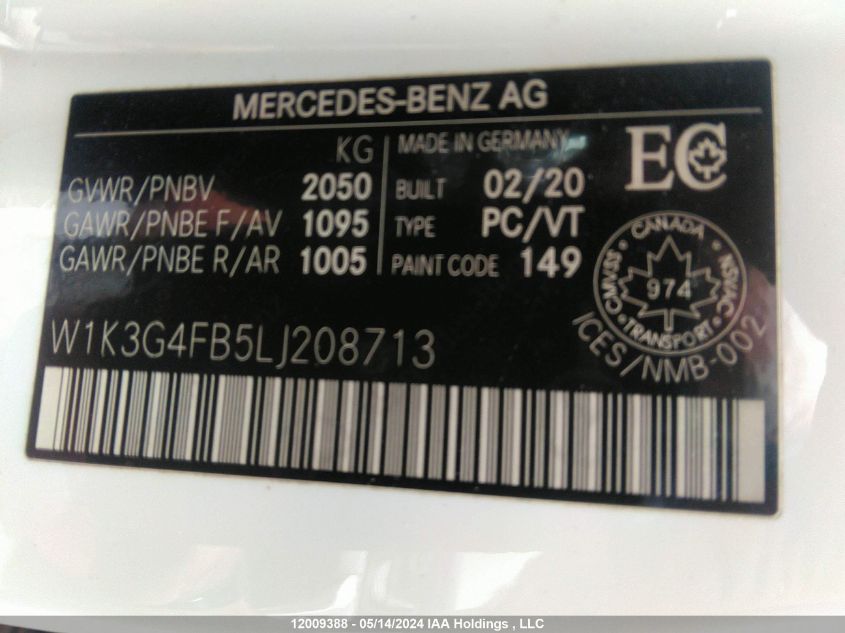 MERCEDES-BENZ AG
KG
GVWR/PNBV 2050
GAWR/PNBE F/AV 1095
GAWR/PNBE R/AR 1005
MADE IN GERMANY
BUILT 02/20
TYPE PC/VT
PAINT CODE 149
EC
CANADA
CMVSS
NSVAC
974
TRANSPORT
ICES/NMB-002
W1K3G4FB5LJ208713
12009388 - 05/14/2024 IAA Holdings , LLC